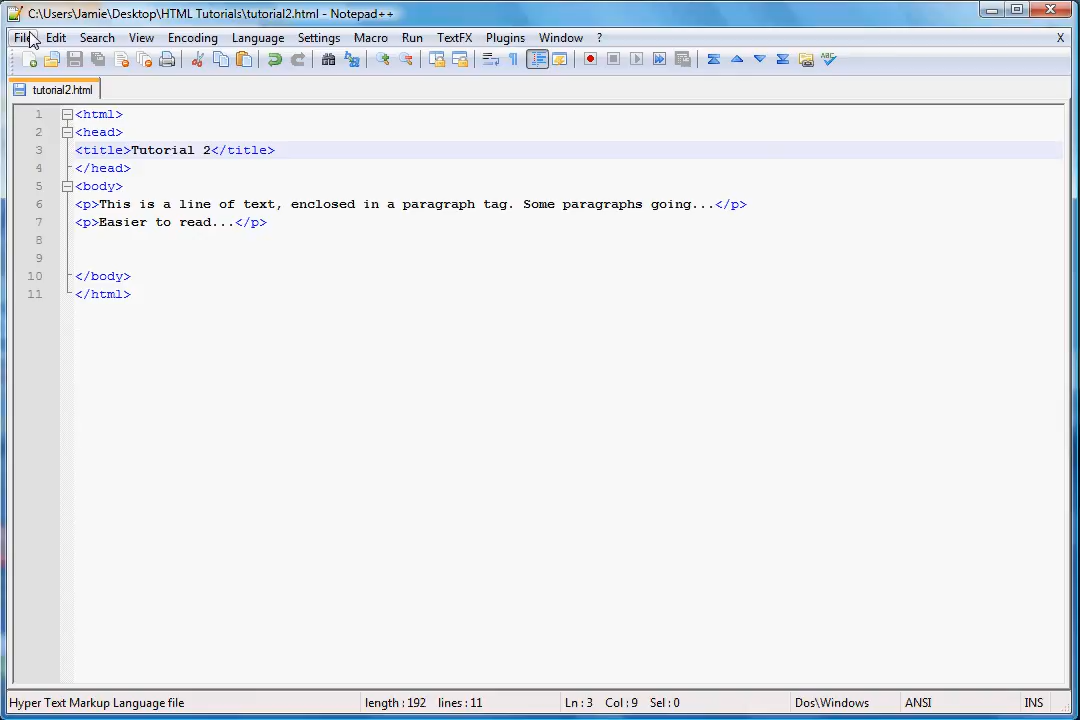 C:\Users\Jamie\Desktop\HTML Tutorials\tutorial2.html - Notepad++
File Edit Search View Encoding Language Settings Macro Run TextFX Plugins Window ? X
tutorial2.html
1 <html>
2 <head>
3 <title>Tutorial 2</title>
4 </head>
5 <body>
6 <p>This is a line of text, enclosed in a paragraph tag. Some paragraphs going...</p>
7 <p>Easier to read...</p>
8
9
10 </body>
11 </html>
Hyper Text Markup Language file length : 192 lines : 11 Ln : 3 Col : 9 Sel : 0 Dos\Windows ANSI INS